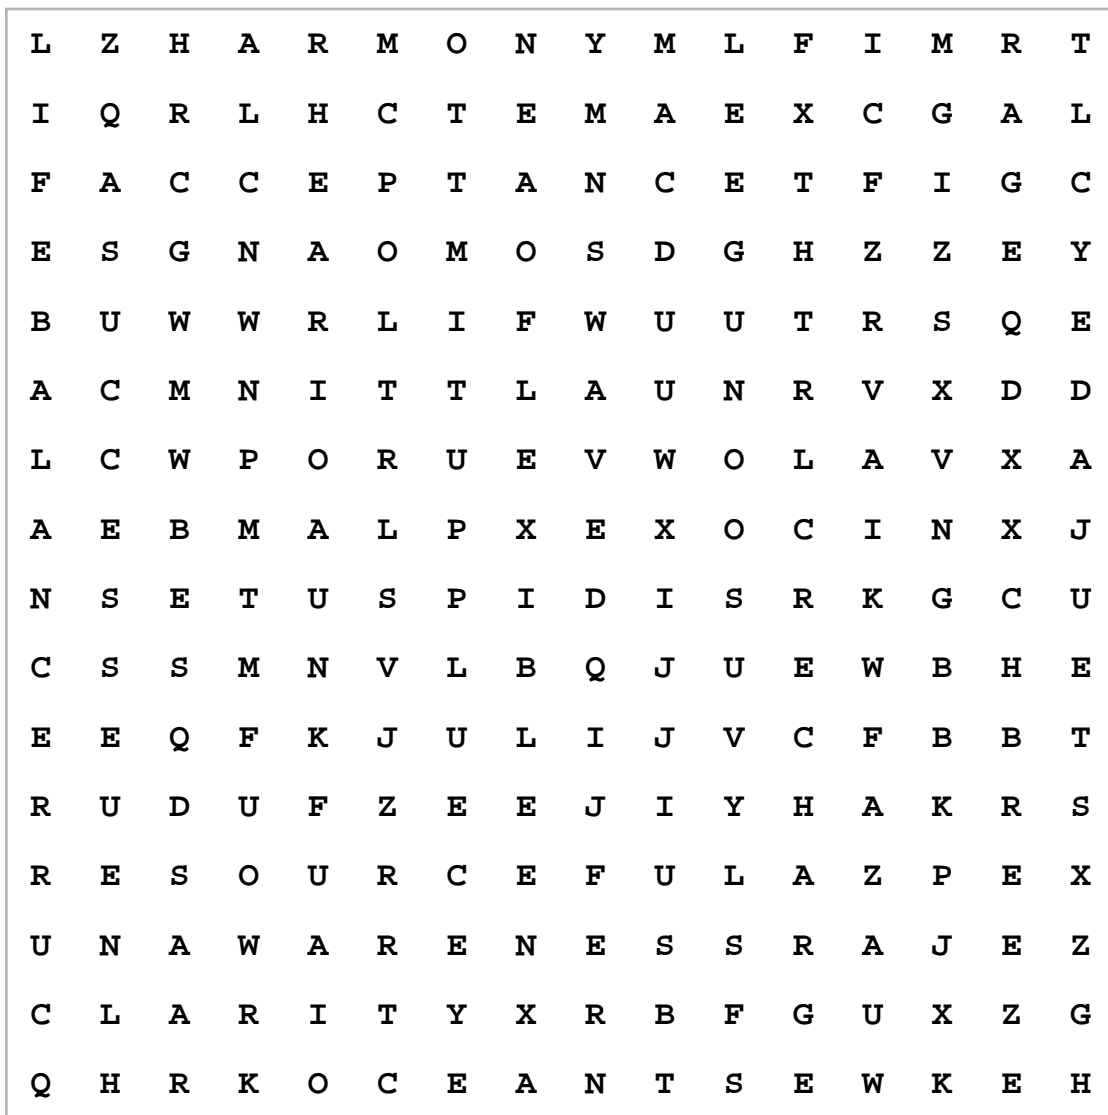 L Z H A R M O N Y M L F I M R T
I Q R L H C T E M A E X C G A L
F A C C E P T A N C E T F I G C
E S G N A O M O S D G H Z Z E Y
B U W W R L I F W U U T R S Q E
A C M N I T T L A U N R V X D D
L C W P O R U E V W O L A V X A
A E B M A L P X E X O C I N X J
N S E T U S P I D I S R K G C U
C S S M N V L B Q J U E W B H E
E E Q F K J U L I J V C F B B T
R U D U F Z E E J I Y H A K R S
R E S O U R C E F U L A Z P E X
U N A W A R E N E S S R A J E Z
C L A R I T Y X R B F G U X Z G
Q H R K O C E A N T S E W K E H